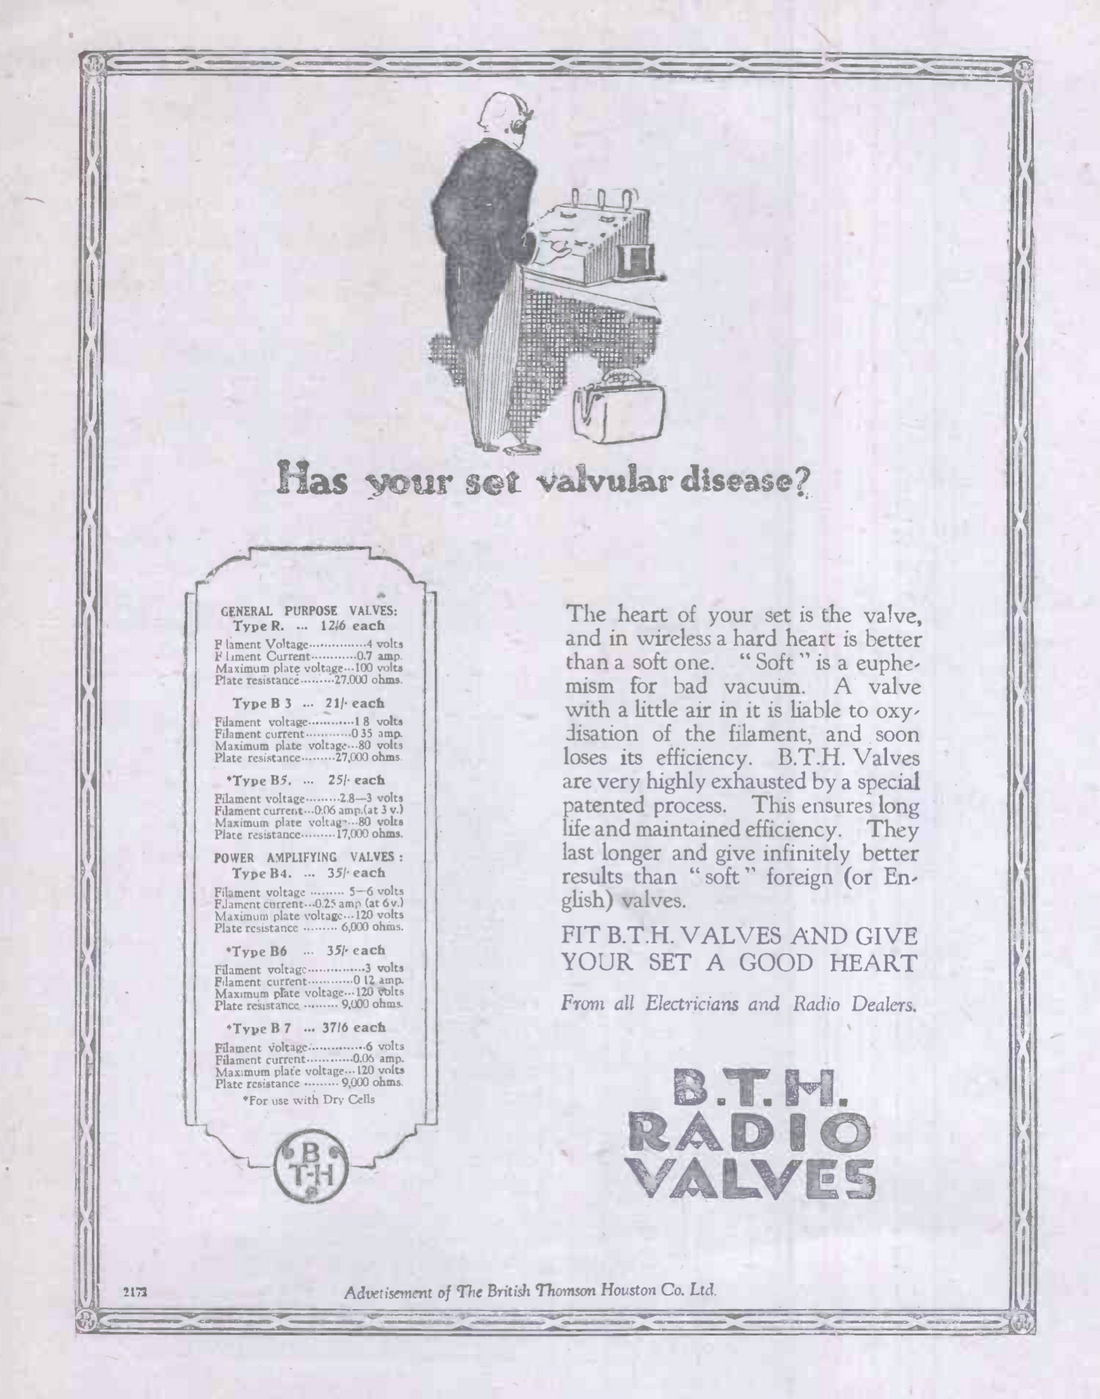 Has your set valvular disease?
GENERAL PURPOSE VALVES:
Type R. ... 12/6 each
F lament Voltage...............4 volts
F l ment Current............0.7 amp.
Maximum plate voltage...100 volts
Plate resistance.........27.000 ohms.
Type B 3 ... 21/- each
Filament voltage............1 8 volts
Filament current............0 35 amp.
Maximum plate voltage...80 volts
Plate resistance.........27,000 ohms
*Type B5. ... 25/- each
Filament voltage.........2.8—3 volts
Filament current...0.06 amp.(at 3 v.)
Maximum plate voltag-...80 volts
Plate resistance.........17,000 ohms.
POWER AMPLIFYING VALVES :
Type B4. ... 35/- each
Filament voltage ......... 5—6 volts
Filament current...0.25 amp (at 6v.)
Maximum plate voltage...120 volts
Plate resistance ......... 6,000 ohms.
*Type B6 ... 35/- each
Filament voltage...............3 volts
Filament current............0 12 amp.
Maximum plate voltage...120 volts
Plate resistance ......... 9,000 ohms.
*Type B 7 ... 37/6 each
Filament voltage...............6 volts
Filament current............0.06 amp.
Maximum plate voltage...120 volts
Plate resistance ......... 9,000 ohms.
*For use with Dry Cells
B
T-H
The heart of your set is the valve,
and in wireless a hard heart is better
than a soft one. "Soft" is a euphe-
mism for bad vacuum. A valve
with a little air in it is liable to oxy-
disation of the filament, and soon
loses its efficiency. B.T.H. Valves
are very highly exhausted by a special
patented process. This ensures long
life and maintained efficiency. They
last longer and give infinitely better
results than "soft" foreign (or En-
glish) valves.
FIT B.T.H. VALVES AND GIVE
YOUR SET A GOOD HEART
From all Electricians and Radio Dealers.
B.T.H.
RADIO
VALVES
2172
Advetisement of The British Thomson Houston Co. Ltd.